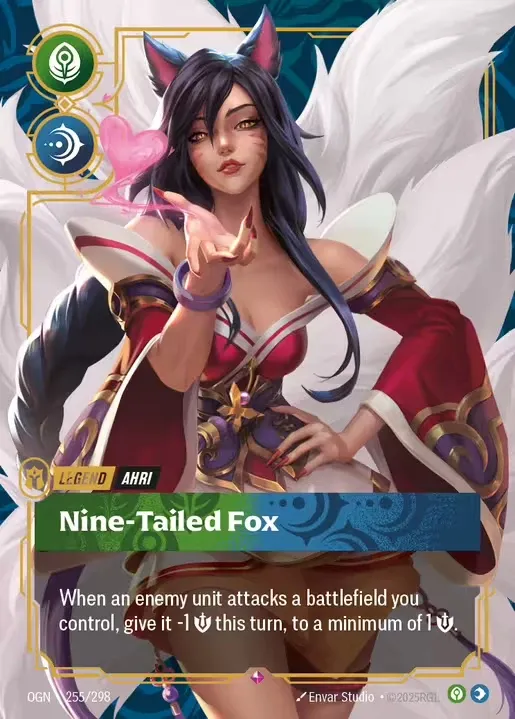 LEGEND AHRI
Nine-Tailed Fox
When an enemy unit attacks a battlefield you
control, give it -1 this turn, to a minimum of 1 .
OGN 255/298 Envar Studio • ©2025RGI